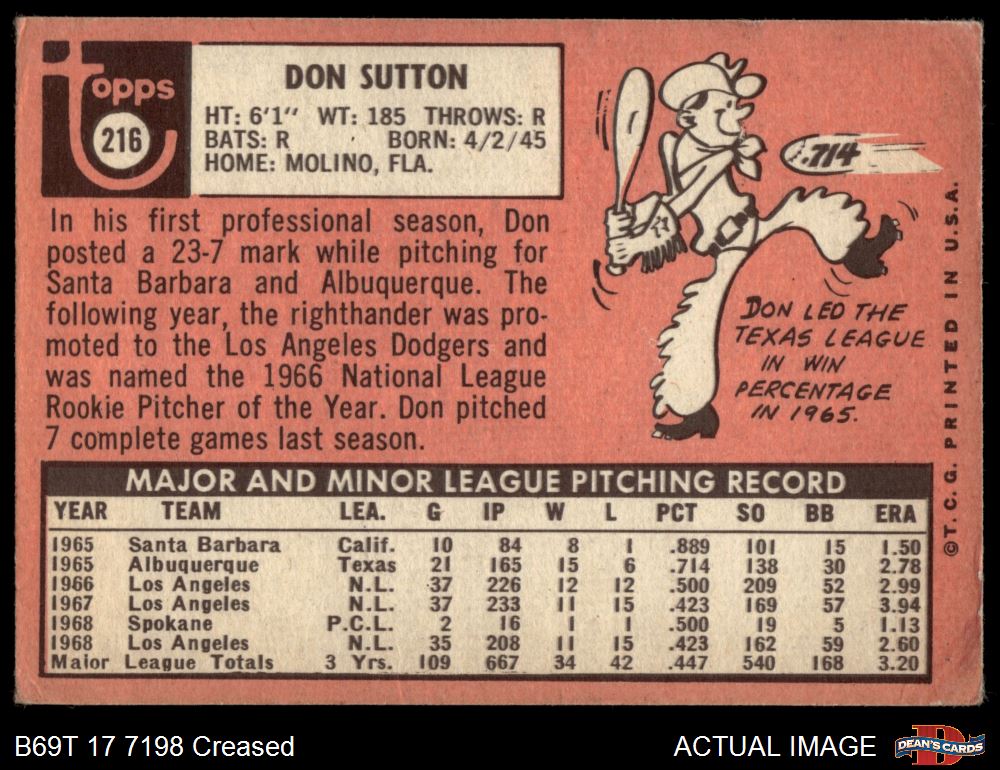 topps
216
DON SUTTON
HT: 6'1" WT: 185 THROWS: R
BATS: R BORN: 4/2/45
HOME: MOLINO, FLA.
In his first professional season, Don
posted a 23-7 mark while pitching for
Santa Barbara and Albuquerque. The
following year, the righthander was pro-
moted to the Los Angeles Dodgers and
was named the 1966 National League
Rookie Pitcher of the Year. Don pitched
7 complete games last season.
.714
DON LED THE
TEXAS LEAGUE
IN WIN
PERCENTAGE
IN 1965.
©T. C. G. PRINTED IN U.S.A.
MAJOR AND MINOR LEAGUE PITCHING RECORD
YEAR TEAM LEA. G IP W L PCT SO BB ERA
1965 Santa Barbara Calif. 10 84 8 1 .889 101 15 1.50
1965 Albuquerque Texas 21 165 15 6 .714 138 30 2.78
1966 Los Angeles N.L. 37 226 12 12 .500 209 52 2.99
1967 Los Angeles N.L. 37 233 11 15 .423 169 57 3.94
1968 Spokane P.C.L. 2 16 1 1 .500 19 5 1.13
1968 Los Angeles N.L. 35 208 11 15 .423 162 59 2.60
Major League Totals 3 Yrs. 109 667 34 42 .447 540 168 3.20
B69T 17 7198 Creased
ACTUAL IMAGE
DEAN'S CARDS